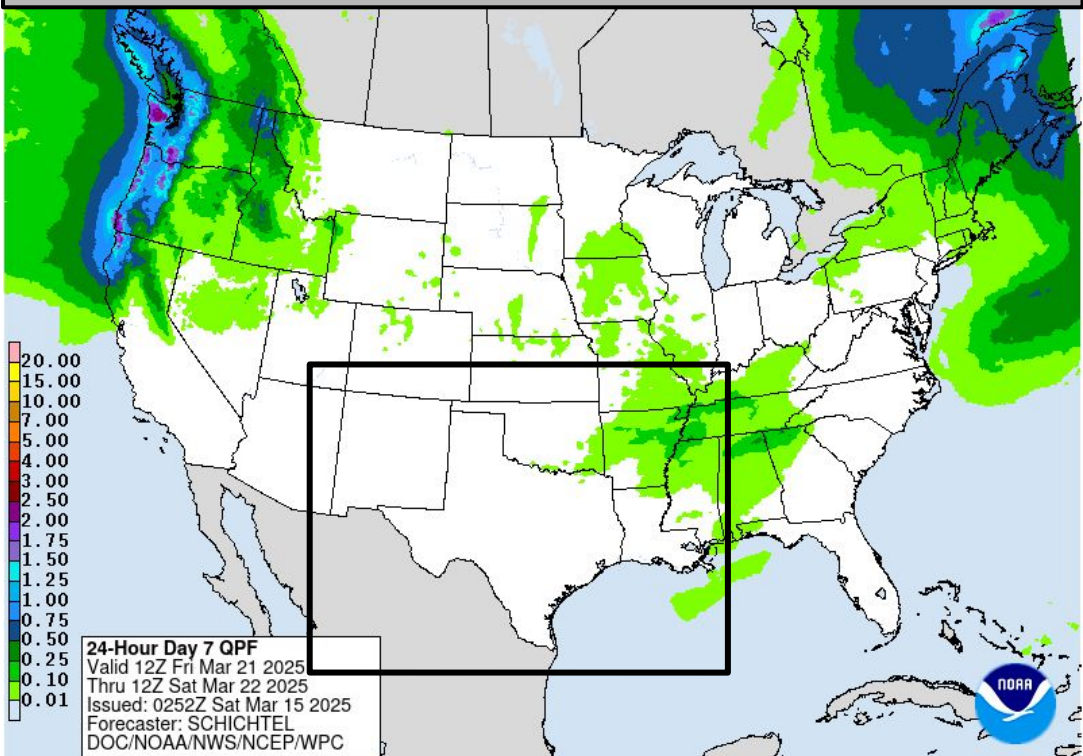 20.00
15.00
10.00
7.00
5.00
4.00
3.00
2.50
2.00
1.75
1.50
1.25
1.00
0.75
0.50
0.25
0.10
0.01
24-Hour Day 7 QPF
Valid 12Z Fri Mar 21 2025
Thru 12Z Sat Mar 22 2025
Issued: 0252Z Sat Mar 15 2025
Forecaster: SCHICHTEL
DOC/NOAA/NWS/NCEP/WPC
NOAA